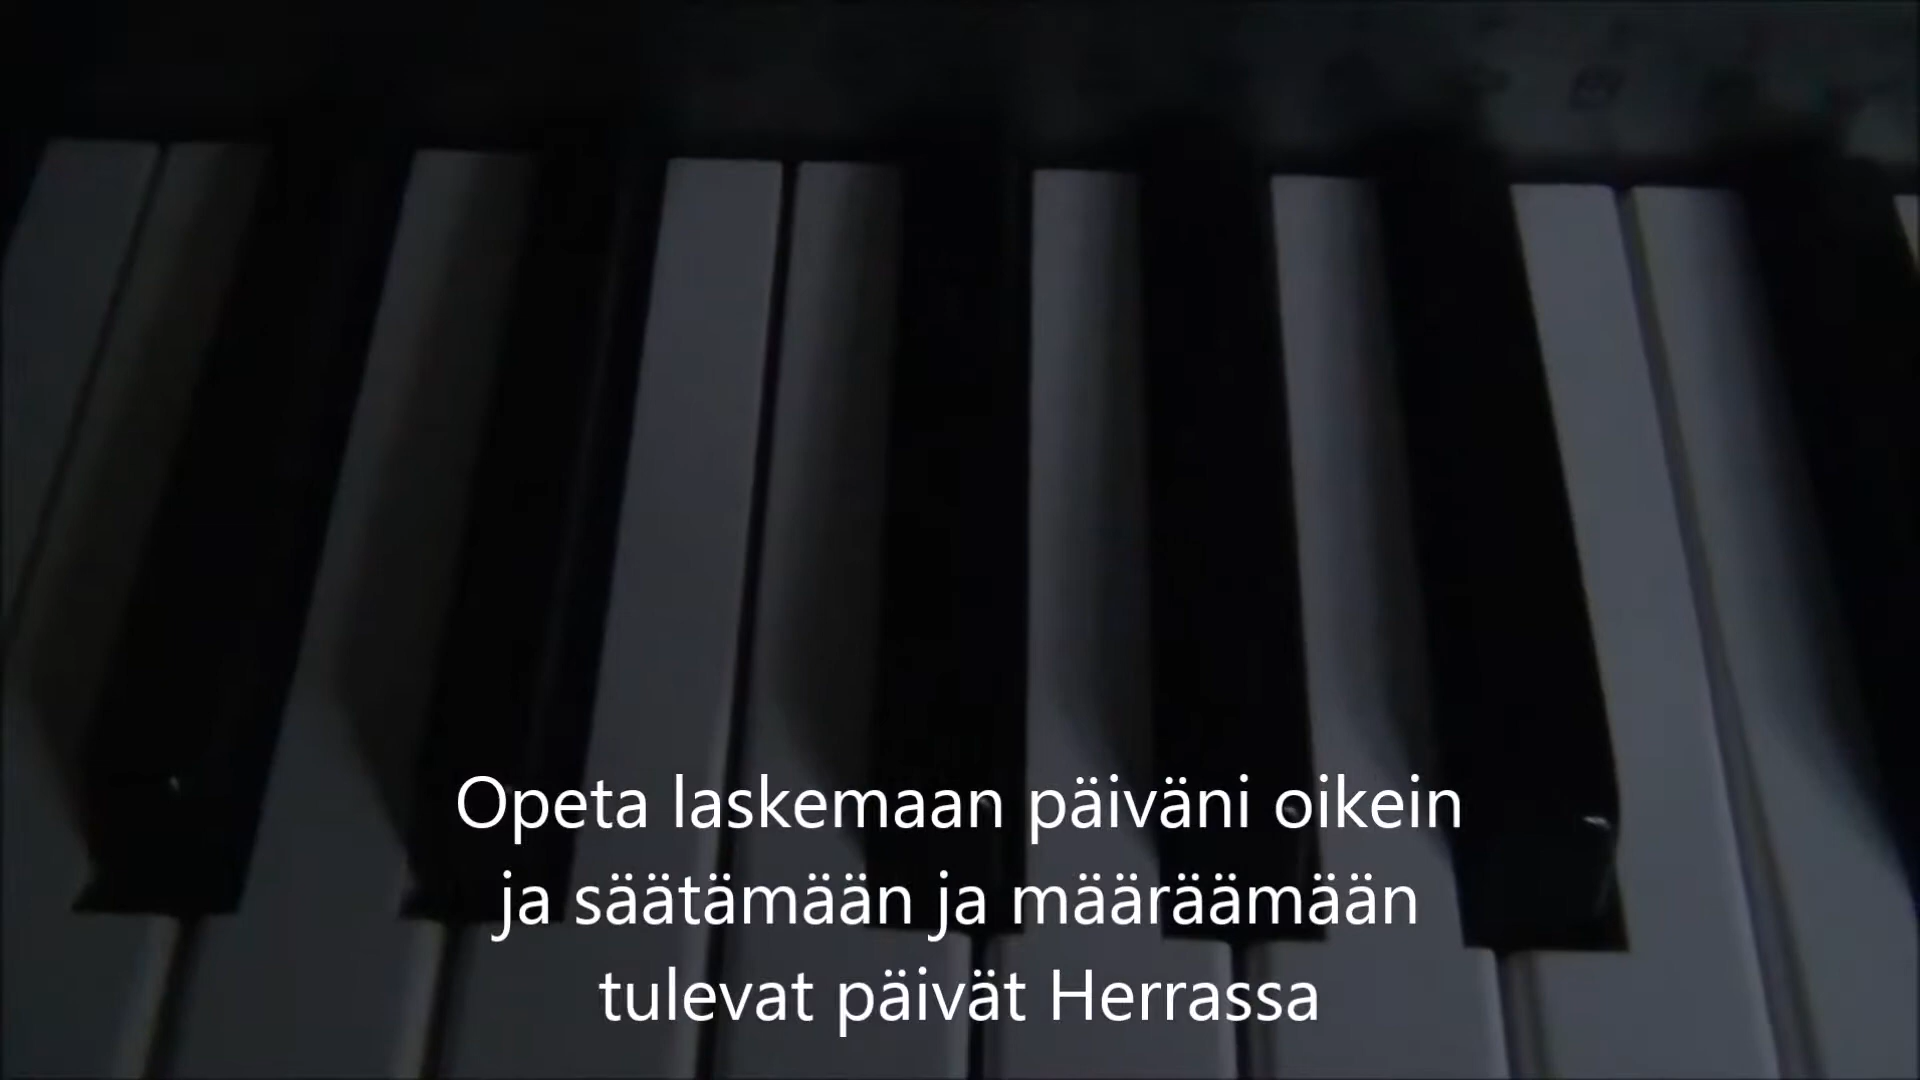 Opeta laskemaan päiväni oikein
ja säätämään ja määräämään
tulevat päivät Herrassa